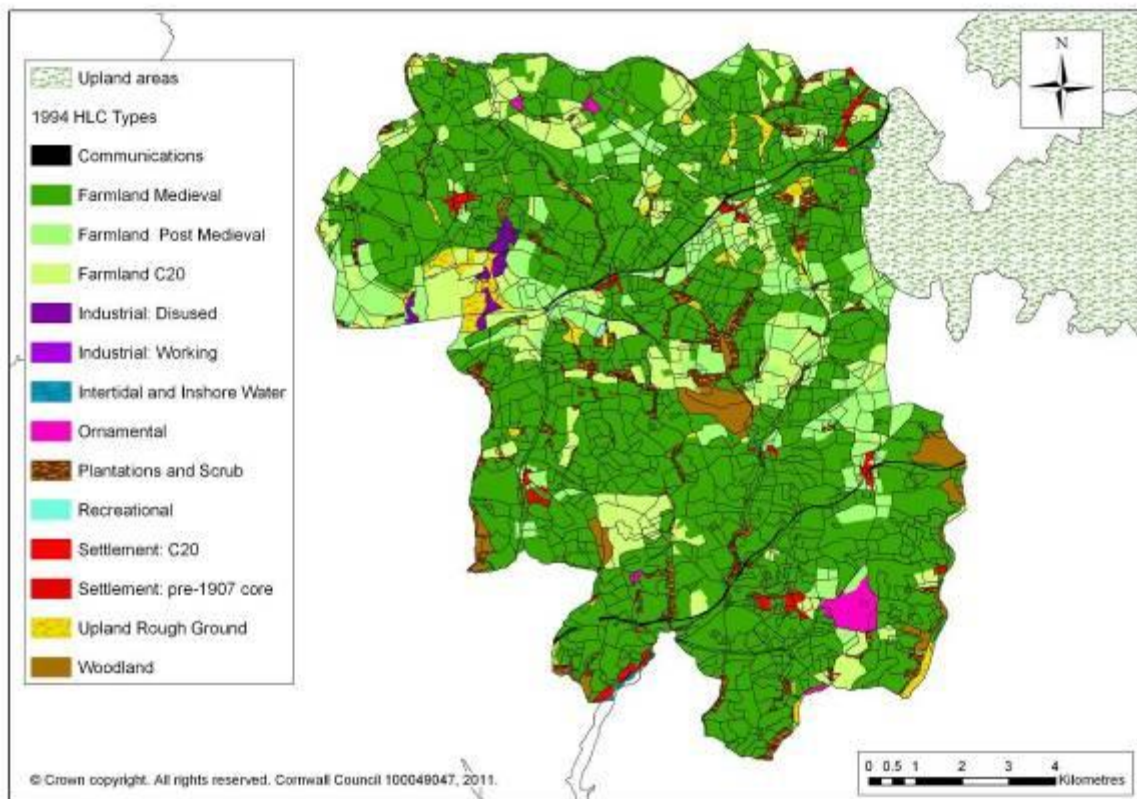 Upland areas
1994 HLC Types
Communications
Farmland Medieval
Farmland Post Medieval
Farmland C20
Industrial: Disused
Industrial: Working
Intertidal and Inshore Water
Ornamental
Plantations and Scrub
Recreational
Settlement: C20
Settlement: pre-1907 core
Upland Rough Ground
Woodland
N
© Crown copyright. All rights reserved. Cornwall Council 100049047, 2011.
0 0.5 1 2 3 4
Kilometres